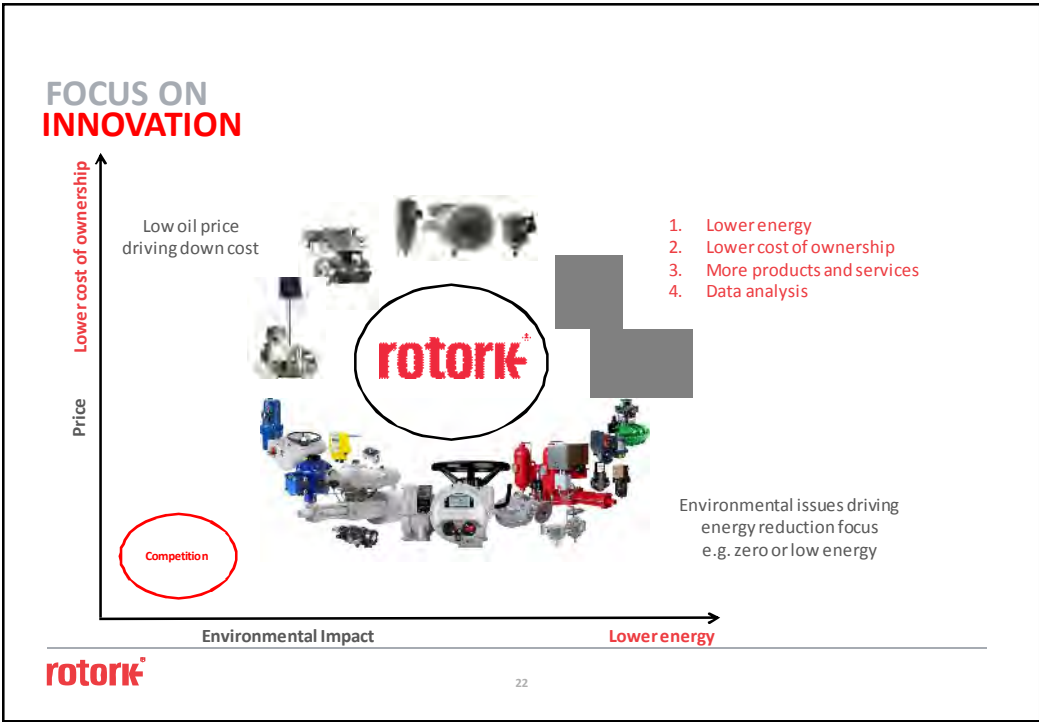 FOCUS ON
INNOVATION
Lower cost of ownership
Price
Low oil price
driving down cost
rotork
1. Lower energy
2. Lower cost of ownership
3. More products and services
4. Data analysis
Environmental issues driving
energy reduction focus
e.g. zero or low energy
Competition
Environmental Impact
Lower energy
rotork
22